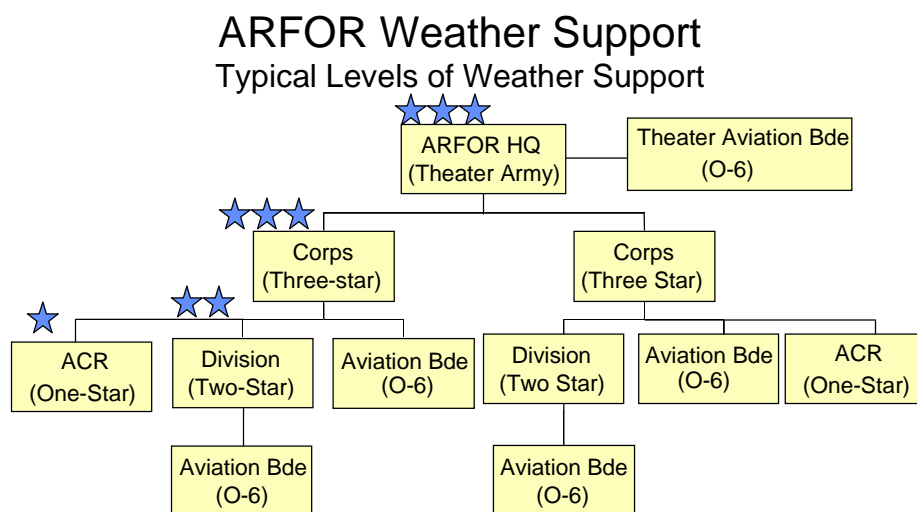 ARFOR Weather Support
Typical Levels of Weather Support
ARFOR HQ
(Theater Army)
Theater Aviation Bde
(O-6)
Corps
(Three-star)
Corps
(Three Star)
ACR
(One-Star)
Division
(Two-Star)
Aviation Bde
(O-6)
Division
(Two Star)
Aviation Bde
(O-6)
ACR
(One-Star)
Aviation Bde
(O-6)
Aviation Bde
(O-6)